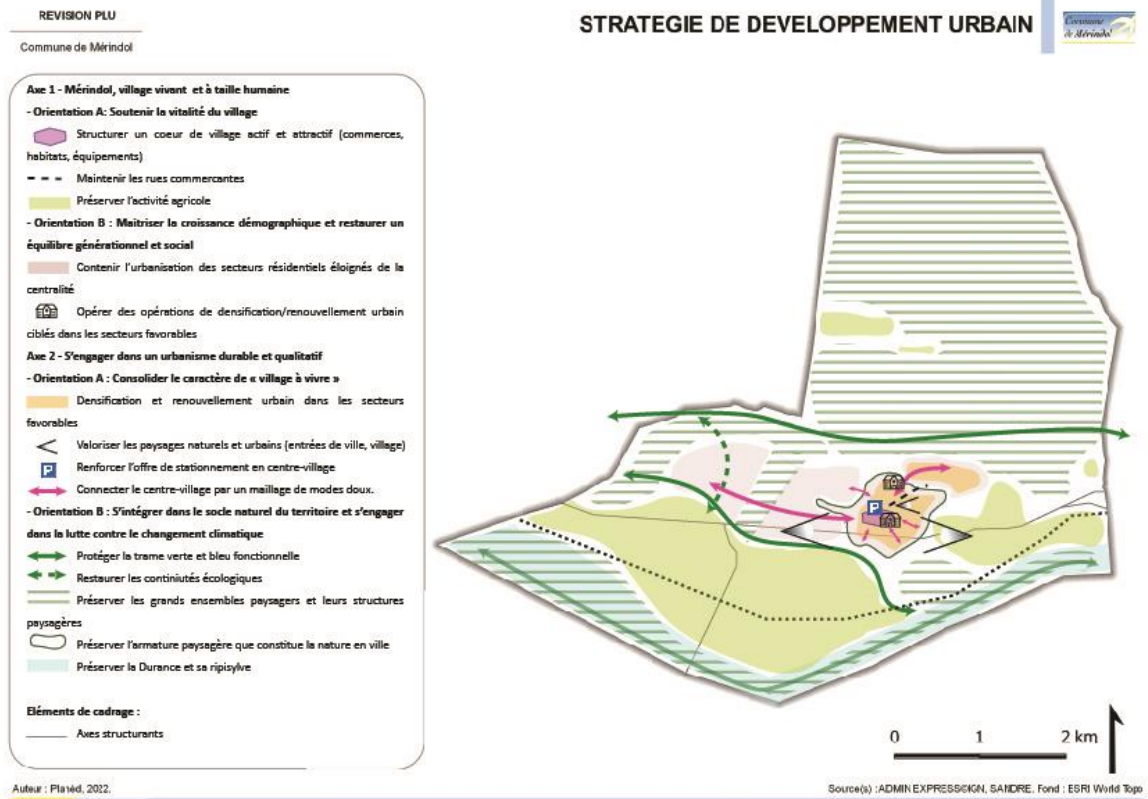 REVISION PLU
Commune de Mérindol
STRATEGIE DE DEVELOPPEMENT URBAIN
Commune
de Mérindol
Axe 1 - Mérindol, village vivant et à taille humaine
- Orientation A: Soutenir la vitalité du village
Structurer un coeur de village actif et attractif (commerces,
habitats, équipements)
Maintenir les rues commercantes
Préserver l'activité agricole
- Orientation B : Maitriser la croissance démographique et restaurer un
équilibre générationnel et social
Contenir l'urbanisation des secteurs résidentiels éloignés de la
centralité
Opérer des opérations de densification/renouvellement urbain
ciblés dans les secteurs favorables
Axe 2 - S'engager dans un urbanisme durable et qualitatif
- Orientation A : Consolider le caractère de « village à vivre »
Densification et renouvellement urbain dans les secteurs
favorables
Valoriser les paysages naturels et urbains (entrées de ville, village)
P Renforcer l'offre de stationnement en centre-village
Connecter le centre-village par un maillage de modes doux.
- Orientation B : S'intégrer dans le socle naturel du territoire et s'engager
dans la lutte contre le changement climatique
Protéger la trame verte et bleu fonctionnelle
Restaurer les continiutés écologiques
Préserver les grands ensembles paysagers et leurs structures
paysagères
Préserver l'armature paysagère que constitue la nature en ville
Préserver la Durance et sa ripisylve
Eléments de cadrage :
Axes structurants
P
0 1 2 km
Auteur : Planèd, 2022.
Source(s) : ADMIN EXPRESS©IGN, SANDRE. Fond : ESRI World Topo